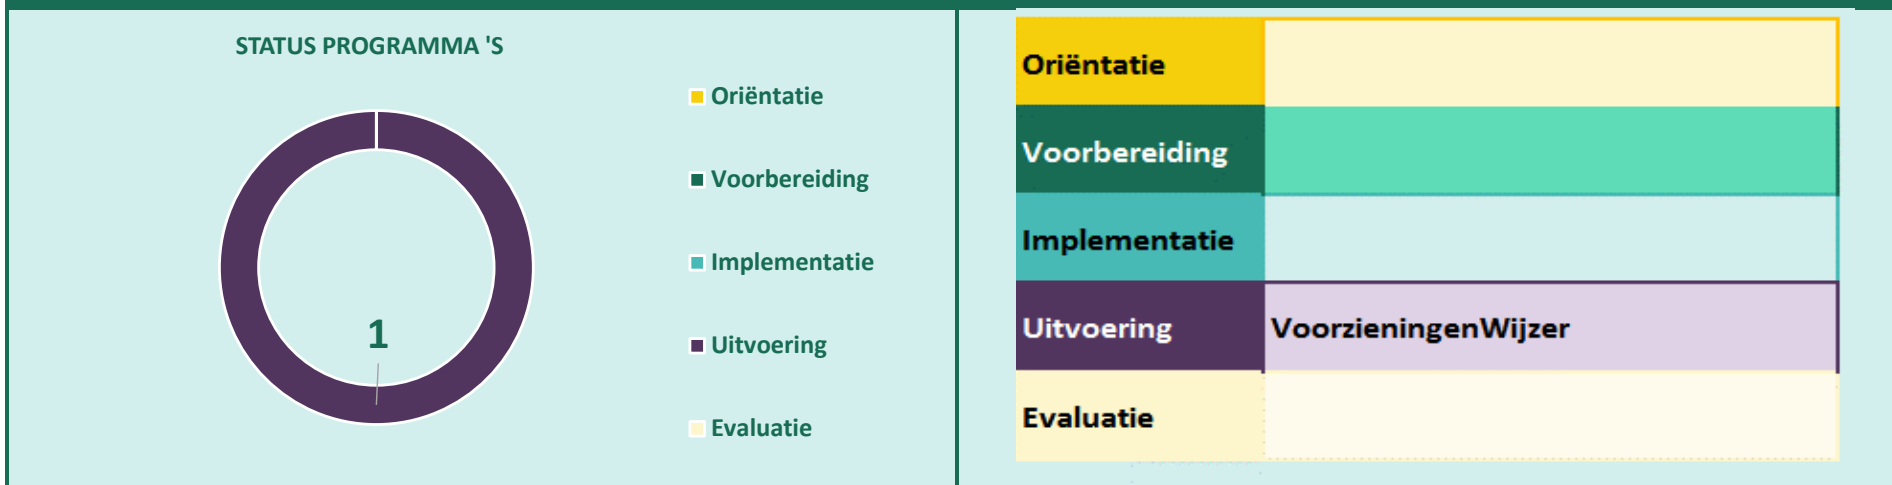 STATUS PROGRAMMA 'S
Oriëntatie
Voorbereiding
Implementatie
Uitvoering
Evaluatie
1
Oriëntatie
Voorbereiding
Implementatie
Uitvoering VoorzieningenWijzer
Evaluatie